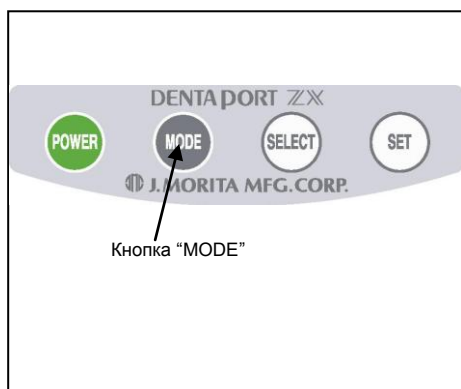 DENTAPORT ZX
POWER MODE SELECT SET
J.MORITA MFG.CORP.
Кнопка “MODE”